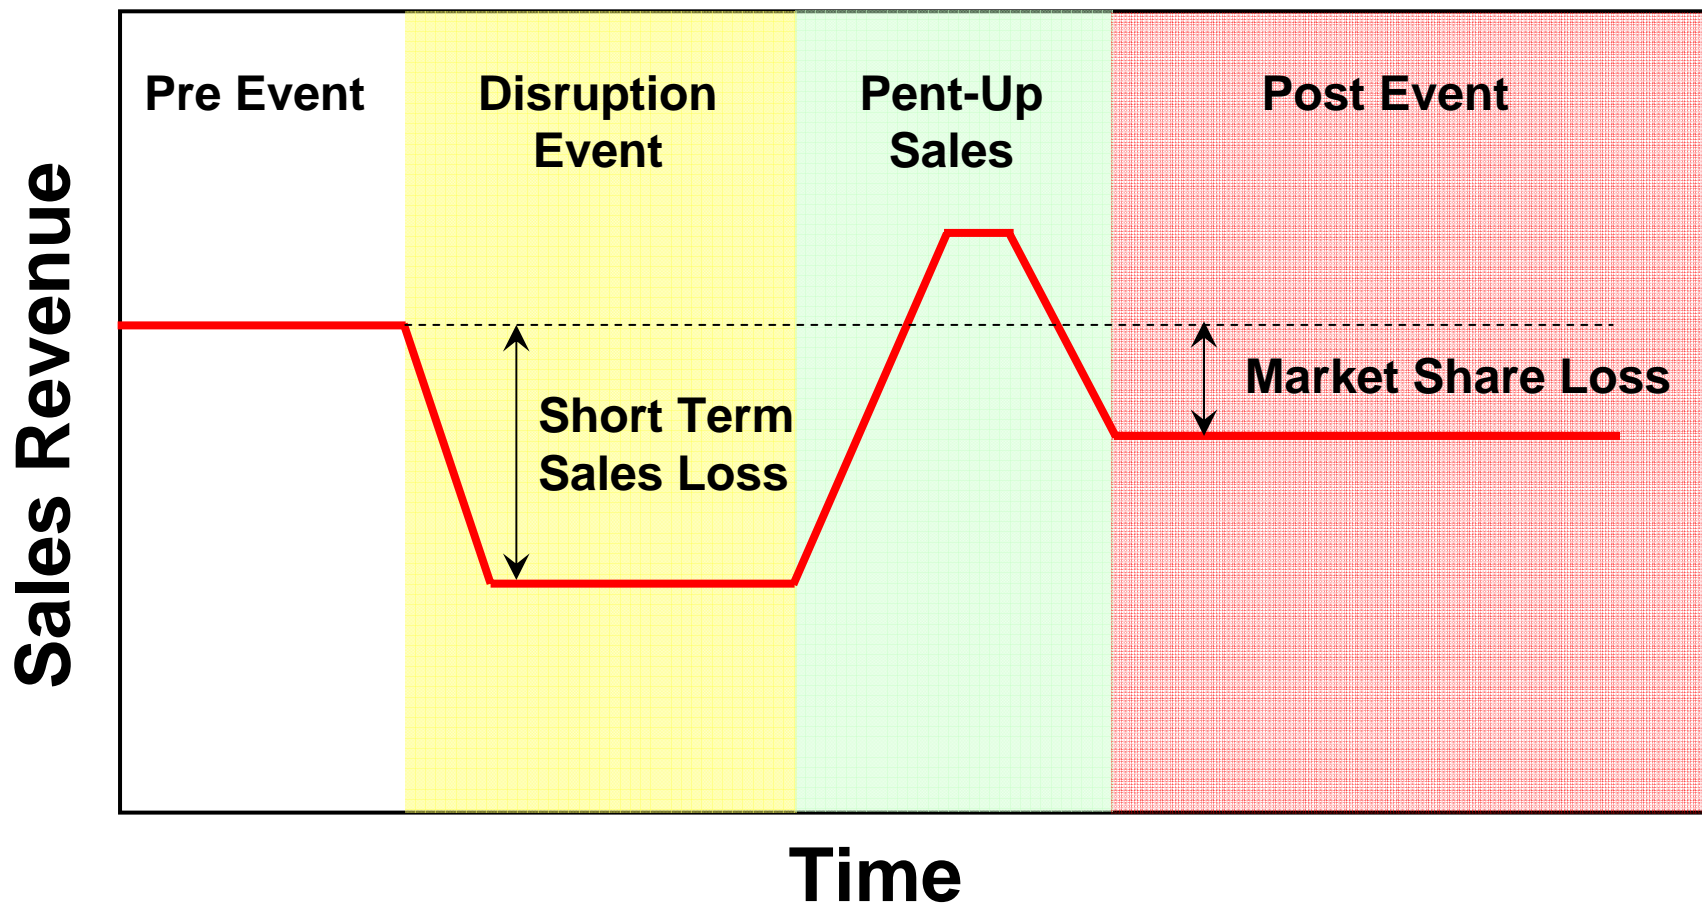 Pre Event
Disruption
Event
Pent-Up
Sales
Post Event
Sales Revenue
Short Term
Sales Loss
Market Share Loss
Time